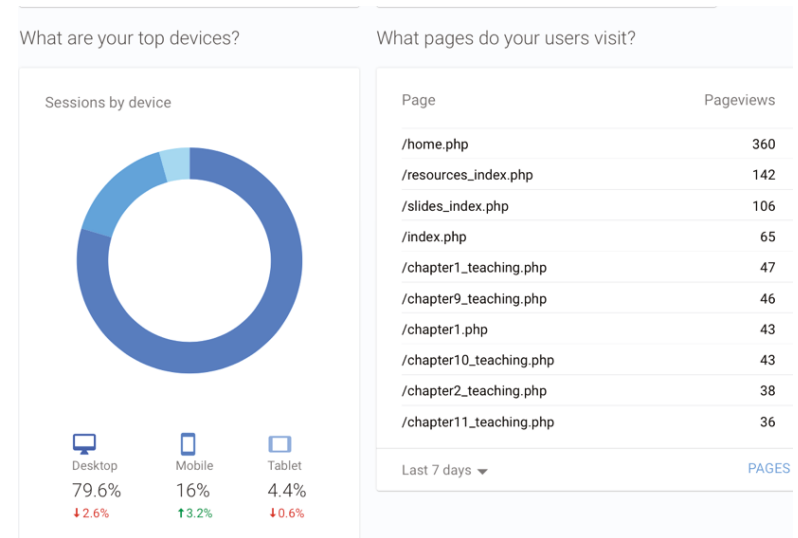 What are your top devices?
Sessions by device
Desktop Mobile Tablet
79.6% 16% 4.4%
↓2.6% ↑3.2% ↓0.6%
What pages do your users visit?
Page Pageviews
/home.php 360
/resources_index.php 142
/slides_index.php 106
/index.php 65
/chapter1_teaching.php 47
/chapter9_teaching.php 46
/chapter1.php 43
/chapter10_teaching.php 43
/chapter2_teaching.php 38
/chapter11_teaching.php 36
Last 7 days PAGES